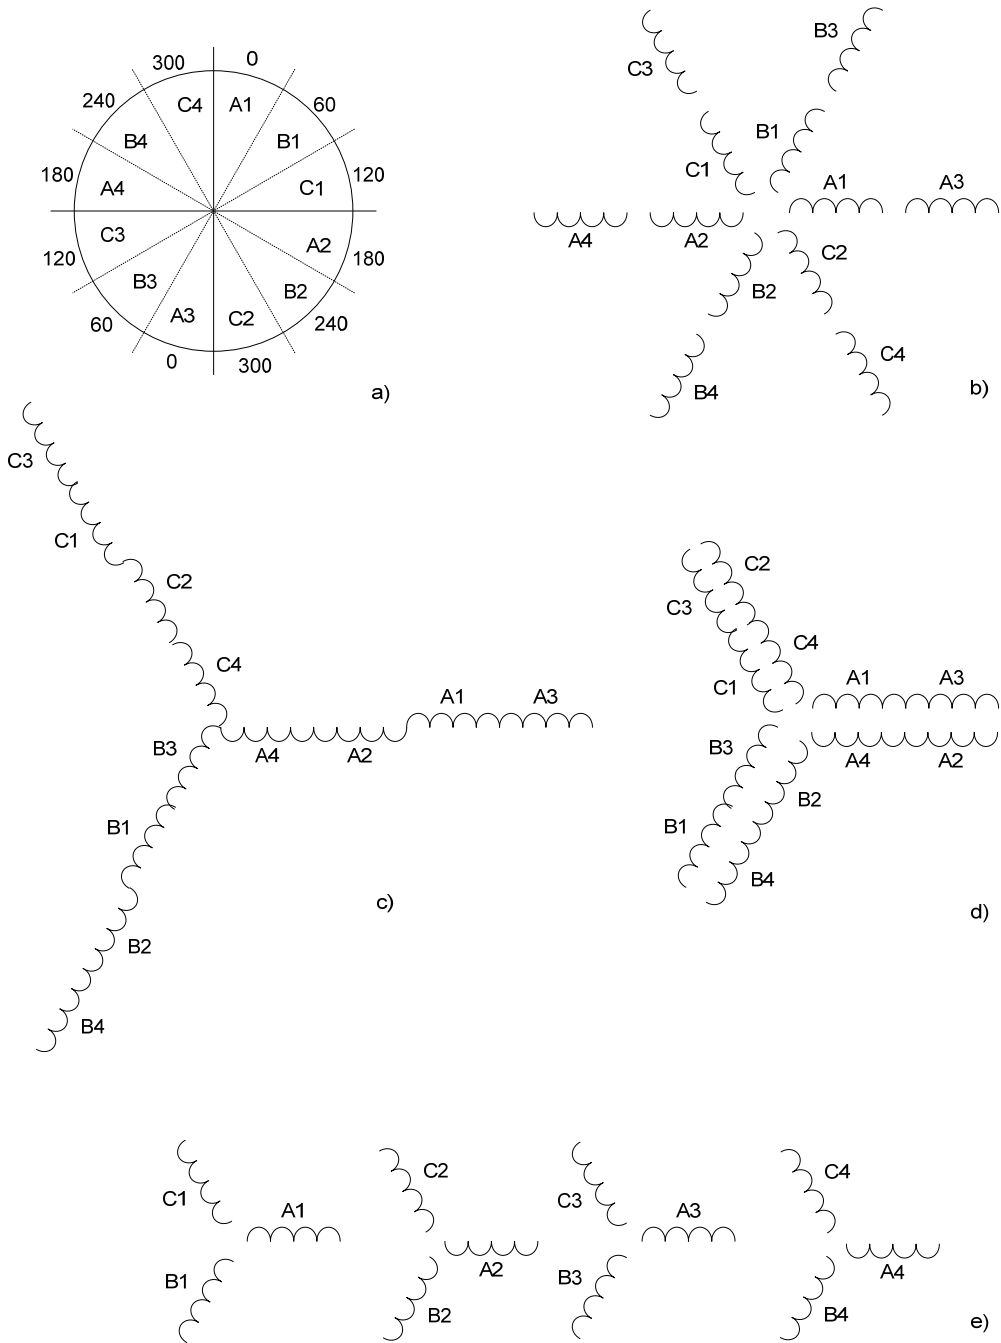 300 0
240 C4 A1 60
B4 B1
180 A4 C1 120
120 C3 A2 180
B3 B2
60 A3 C2 240
0 300
a)
C3 B3
C1 B1
A1 A3
A4 A2 C2
B2
B4 C4
b)
C3
C1
C2
C4
A1 A3
B3 A4 A2
B1
B2
B4
c)
C2
C3
C4
C1 A1 A3
B3 A4 A2
B2
B1
B4
d)
C1 C2 C3 C4
A1 A3
A2 A4
B1 B2 B3 B4
e)